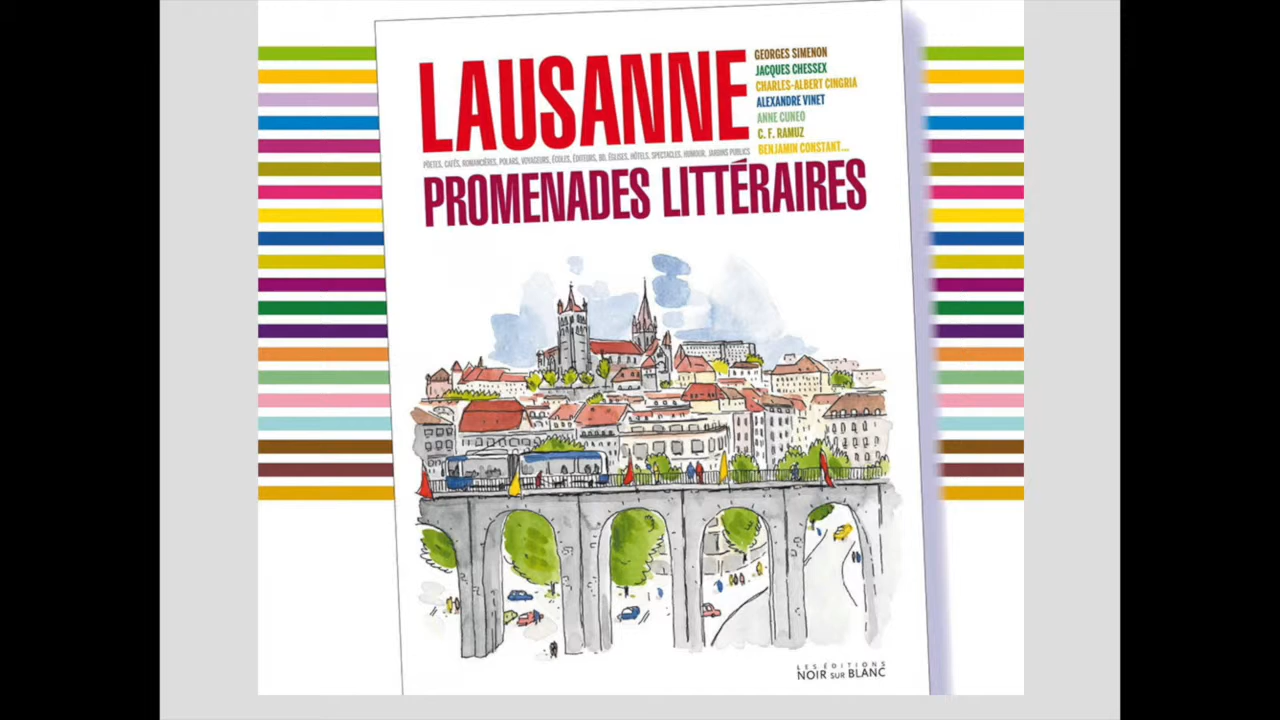 LAUSANNE
GEORGES SIMENON
JACQUES CHESSEX
CHARLES-ALBERT CINGRIA
ALEXANDRE VINET
ANNE CUNEO
C. F. RAMUZ
BENJAMIN CONSTANT...
POÈTES, CAFÉS, ROMANCIÈRES, POLARS, VOYAGEURS, ÉCOLES, ÉDITEURS, BD, ÉGLISES, HÔTELS, SPECTACLES, HUMOUR, JARDINS PUBLICS
PROMENADES LITTÉRAIRES
LES ÉDITIONS
NOIR SUR BLANC